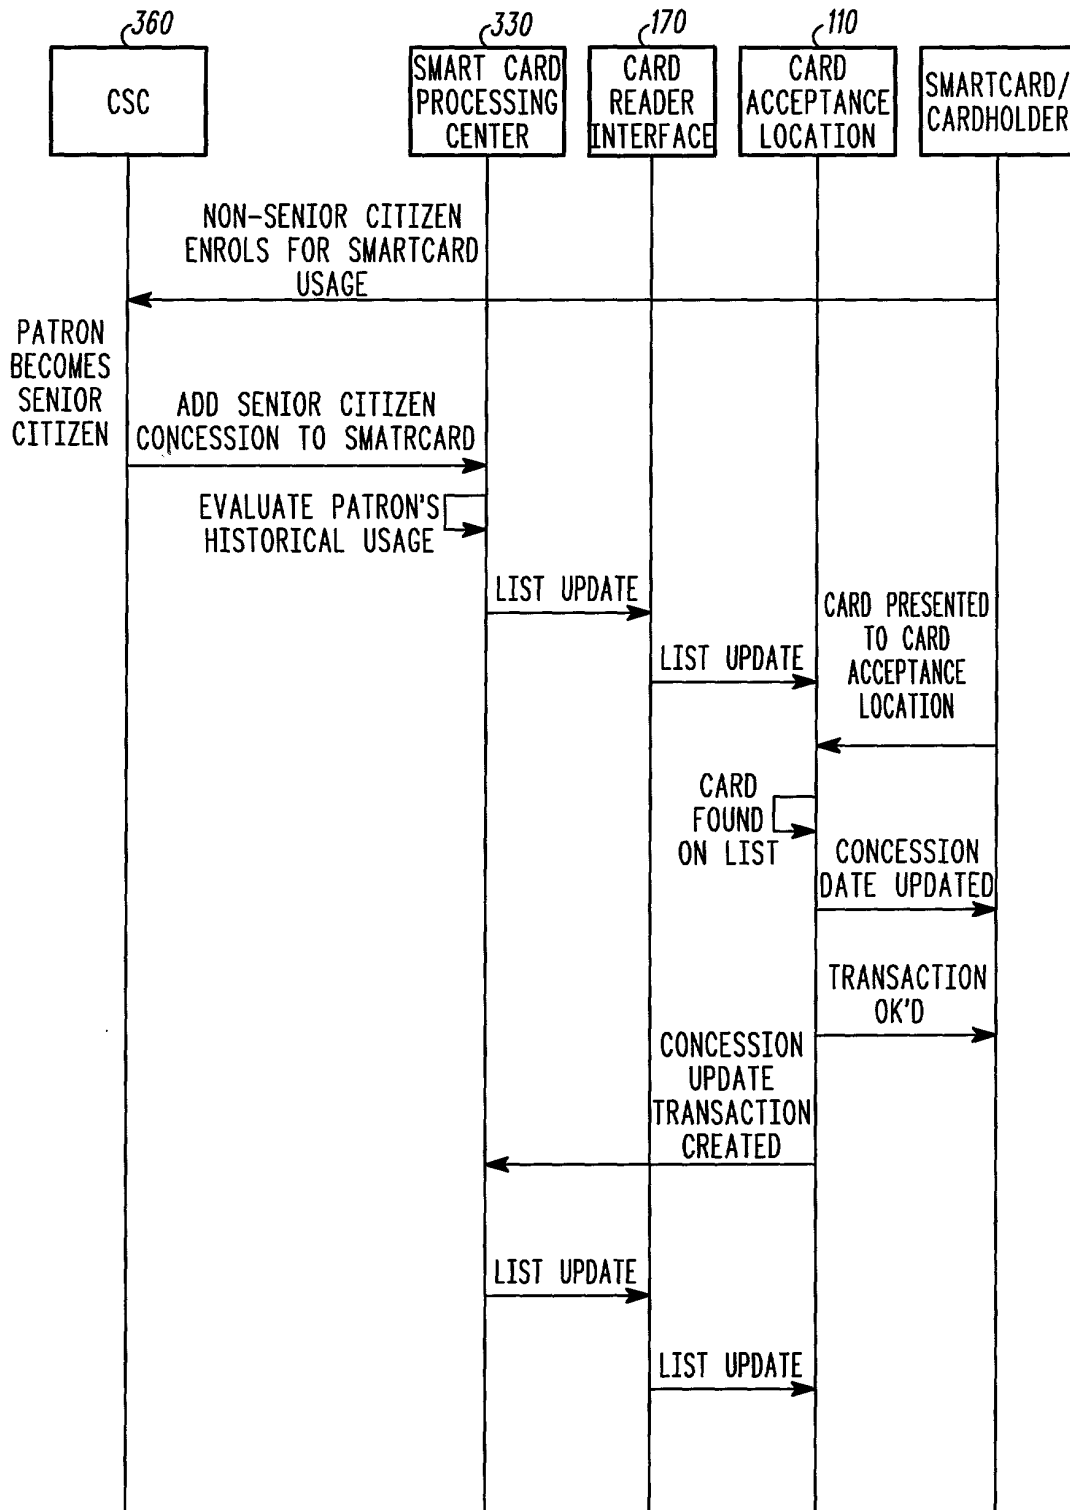 360
330
170
110
CSC
SMART CARD
PROCESSING
CENTER
CARD
READER
INTERFACE
CARD
ACCEPTANCE
LOCATION
SMARTCARD/
CARDHOLDER
NON-SENIOR CITIZEN
ENROLS FOR SMARTCARD
USAGE
PATRON
BECOMES
SENIOR
CITIZEN
ADD SENIOR CITIZEN
CONCESSION TO SMATRCARD
EVALUATE PATRON'S
HISTORICAL USAGE
LIST UPDATE
LIST UPDATE
CARD PRESENTED
TO CARD
ACCEPTANCE
LOCATION
CARD
FOUND
ON LIST
CONCESSION
DATE UPDATED
TRANSACTION
OK'D
CONCESSION
UPDATE
TRANSACTION
CREATED
LIST UPDATE
LIST UPDATE